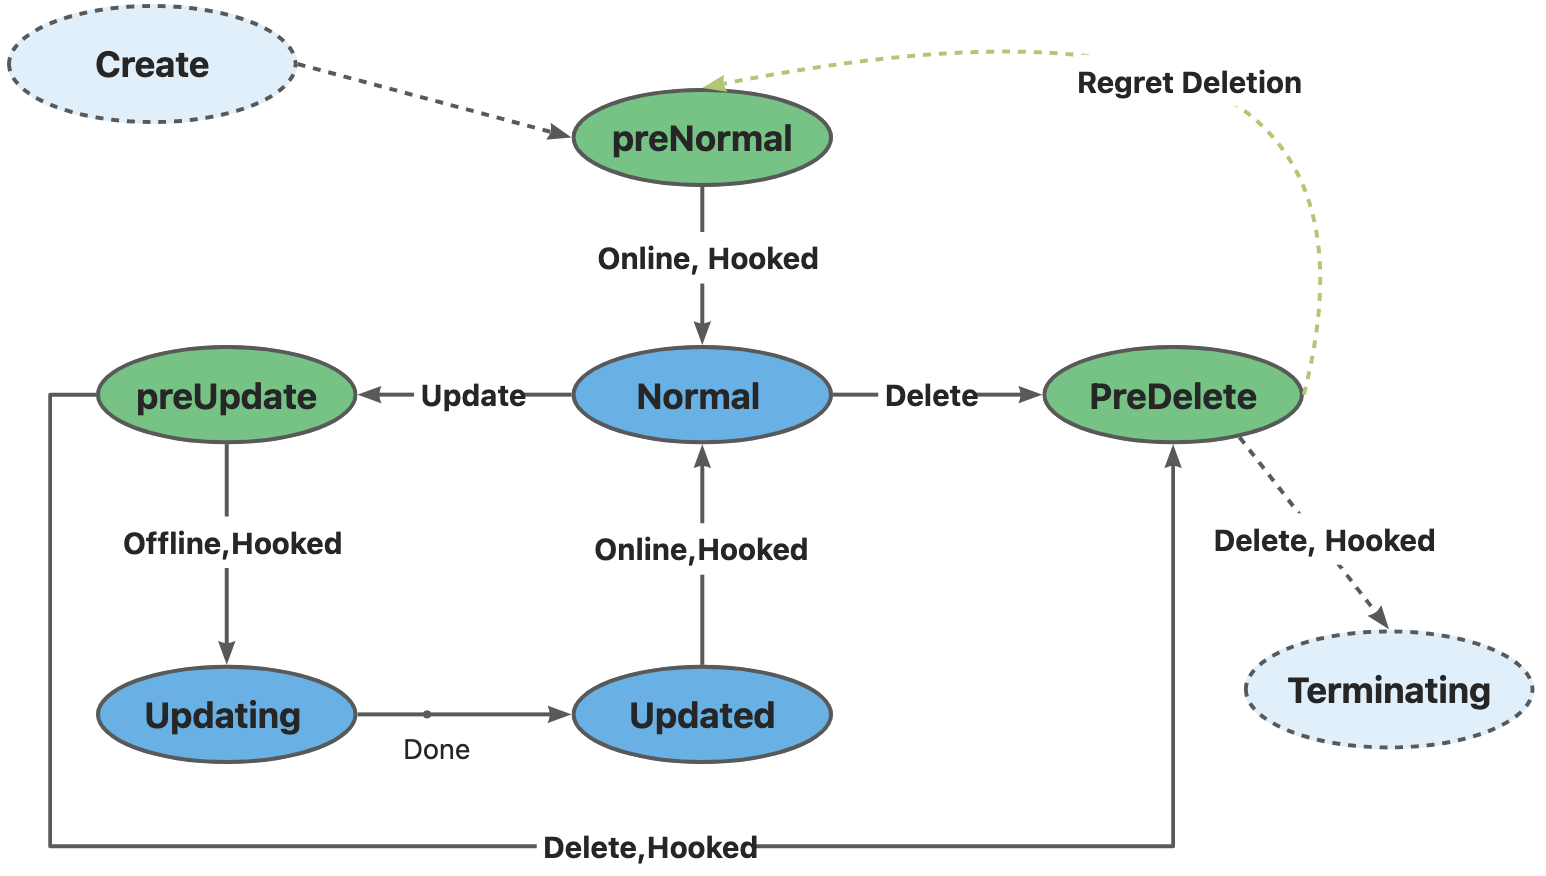 Create
Regret Deletion
preNormal
Online, Hooked
preUpdate
Update
Normal
Delete
PreDelete
Offline,Hooked
Online,Hooked
Delete, Hooked
Terminating
Updating
Updated
Done
Delete,Hooked